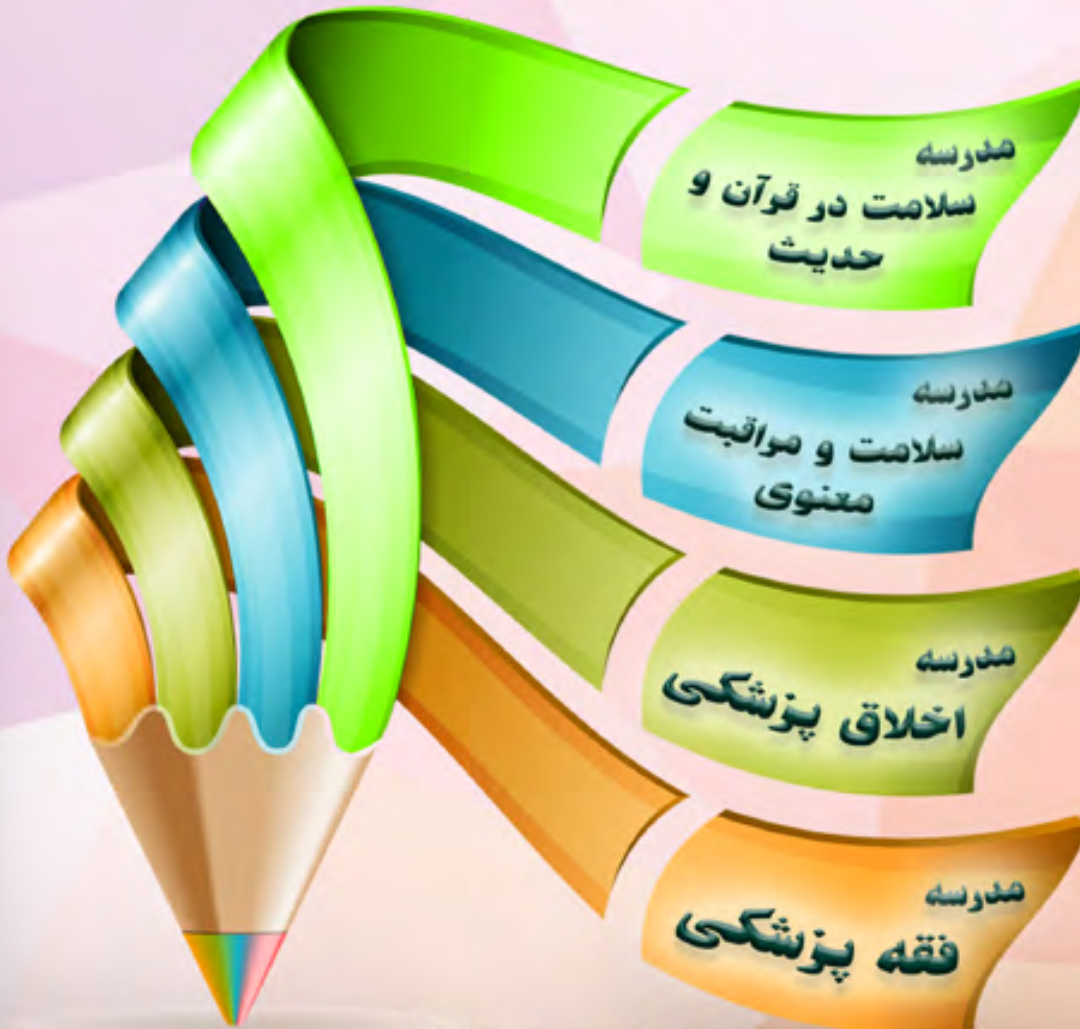 مدرسه
سلامت در قرآن و
حدیث
مدرسه
سلامت و مراقبت
معنوی
مدرسه
اخلاق پزشکی
مدرسه
فقه پزشکی